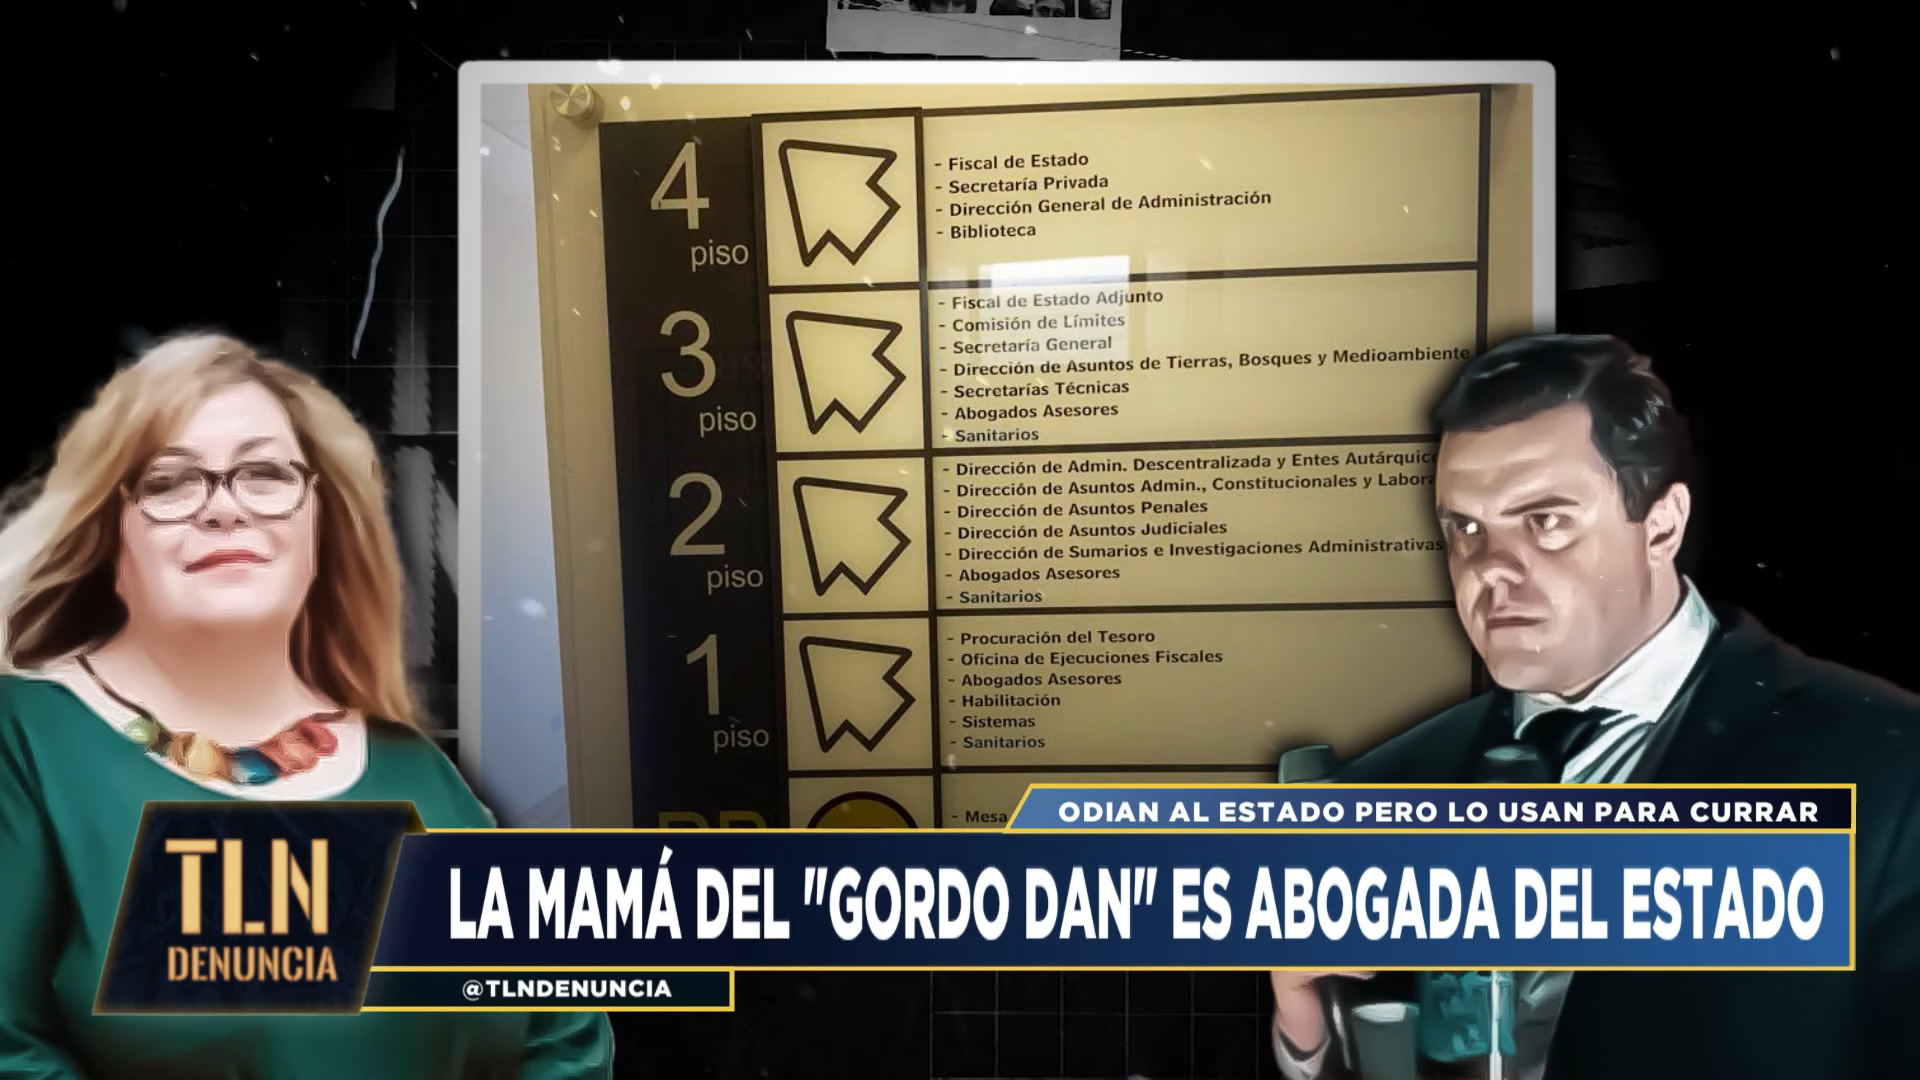 4
piso
- Fiscal de Estado
- Secretaría Privada
- Dirección General de Administración
- Biblioteca
3
piso
- Fiscal de Estado Adjunto
- Comisión de Límites
- Secretaría General
- Dirección de Asuntos de Tierras, Bosques y Medioambiente
- Secretarías Técnicas
- Abogados Asesores
- Sanitarios
2
piso
- Dirección de Admin. Descentralizada y Entes Autárquic
- Dirección de Asuntos Admin., Constitucionales y Labora
- Dirección de Asuntos Penales
- Dirección de Asuntos Judiciales
- Dirección de Sumarios e Investigaciones Administrativas
- Abogados Asesores
- Sanitarios
1
piso
- Procuración del Tesoro
- Oficina de Ejecuciones Fiscales
- Abogados Asesores
- Habilitación
- Sistemas
- Sanitarios
- Mesa
ODIAN AL ESTADO PERO LO USAN PARA CURRAR
TLN
DENUNCIA
LA MAMÁ DEL "GORDO DAN" ES ABOGADA DEL ESTADO
@TLNDENUNCIA